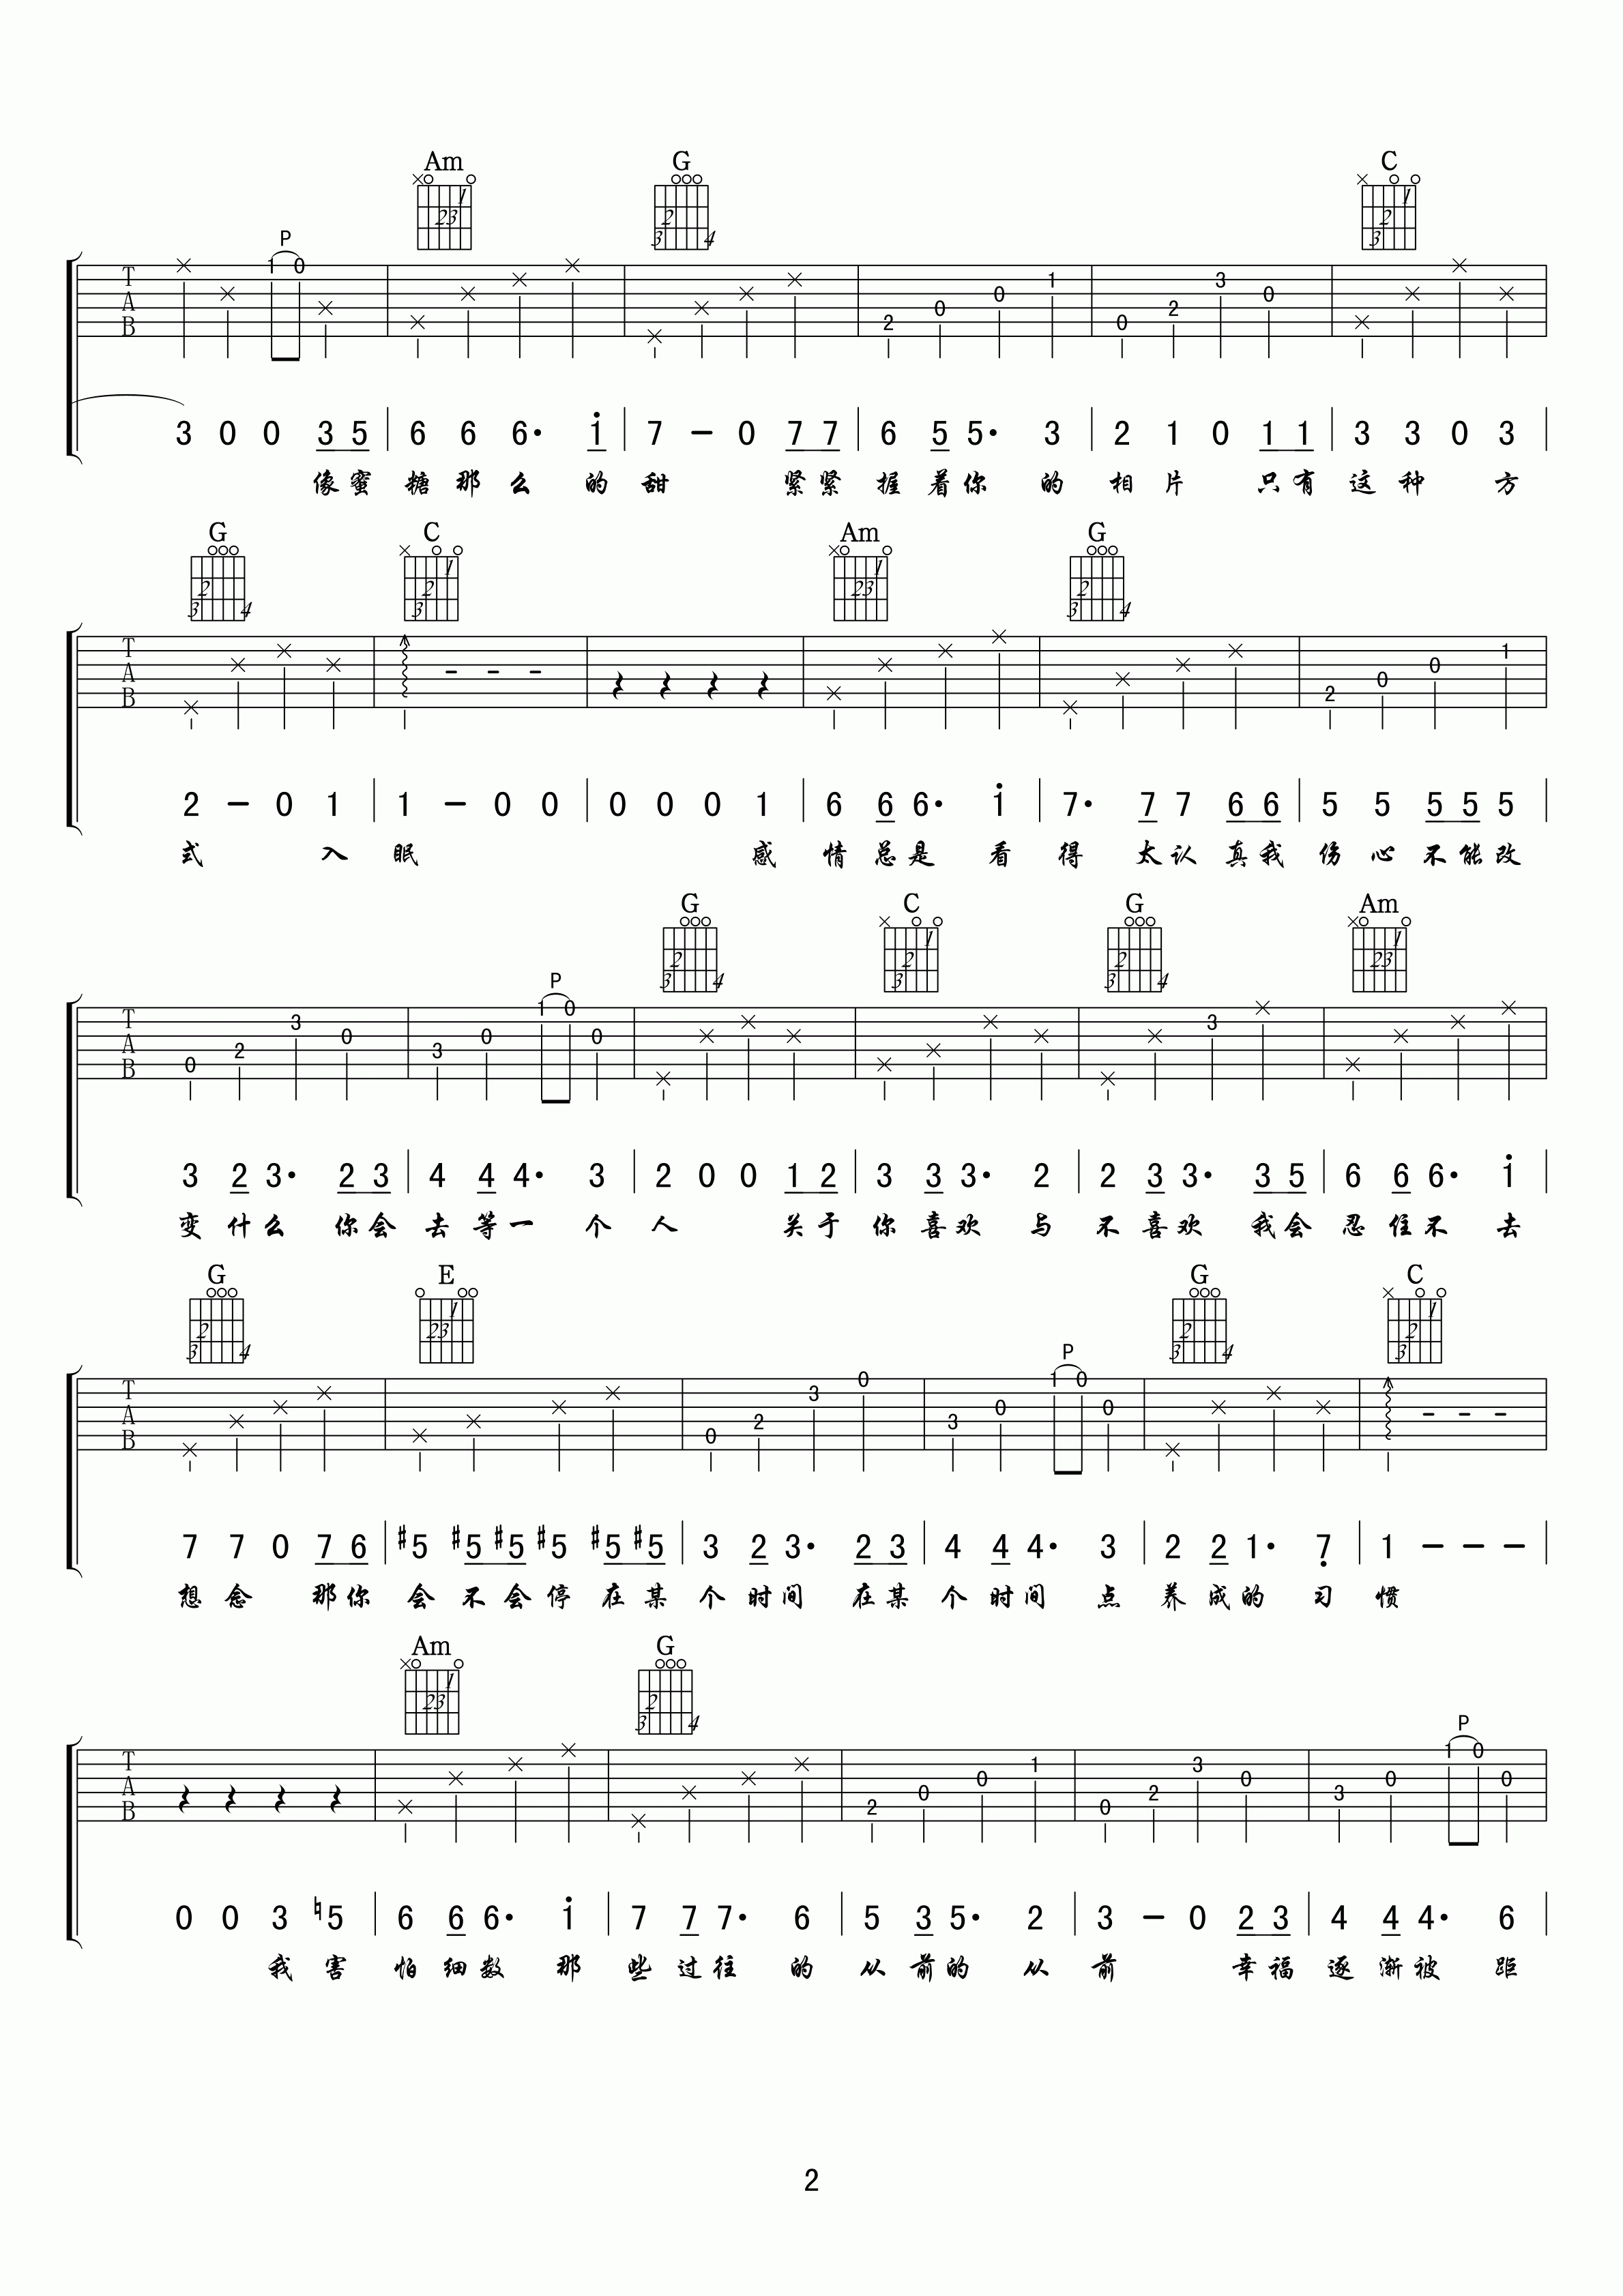 Am G C
P
T A B × × 1 0 × × × × × × × × × 2 0 0 1 0 2 3 0 × × × ×
3 0 0 3 5 | 6 6 6· i | 7 – 0 7 7 | 6 5 5· 3 | 2 1 0 1 1 | 3 3 0 3 |
像蜜 糖那么 的 甜 紧紧 握着你 的 相片 只有 这种 方
G C Am G
T A B × × × × - - - × × × × × × × × 2 0 0 1
2 – 0 1 | 1 – 0 0 | 0 0 0 1 | 6 6 6· i | 7· 7 7 6 6 | 5 5 5 5 5 |
式 入 眠 感 情总是 看 得 太认 真我 伤心 不能改
G C G Am
P
T A B 0 2 3 0 3 0 1 0 0 × × × × × × × × × × 3 × × × × ×
3 2 3· 2 3 | 4 4 4· 3 | 2 0 0 1 2 | 3 3 3· 2 | 2 3 3· 3 5 | 6 6 6· i |
变什么 你会 去等一 个 人 关于 你喜欢 与 不喜欢 我会 忍住不 去
G E G C
P
T A B × × × × × × × × 0 2 3 0 3 0 1 0 0 × × × × - - -
7 7 0 7 6 | #5 #5 #5 #5 #5 #5 | 3 2 3· 2 3 | 4 4 4· 3 | 2 2 1· 7 | 1 – – – |
想念 那你 会 不会停 在某 个时间 在某 个时间 点 养成的 习 惯
Am G
P
T A B × × × × × × × × 2 0 0 1 0 2 3 0 3 0 1 0 0
0 0 3 ♮5 | 6 6 6· i | 7 7 7· 6 | 5 3 5· 2 | 3 – 0 2 3 | 4 4 4· 6 |
我害 怕细数 那 些过往 的 从前的 从 前 幸福 逐渐被 距
2